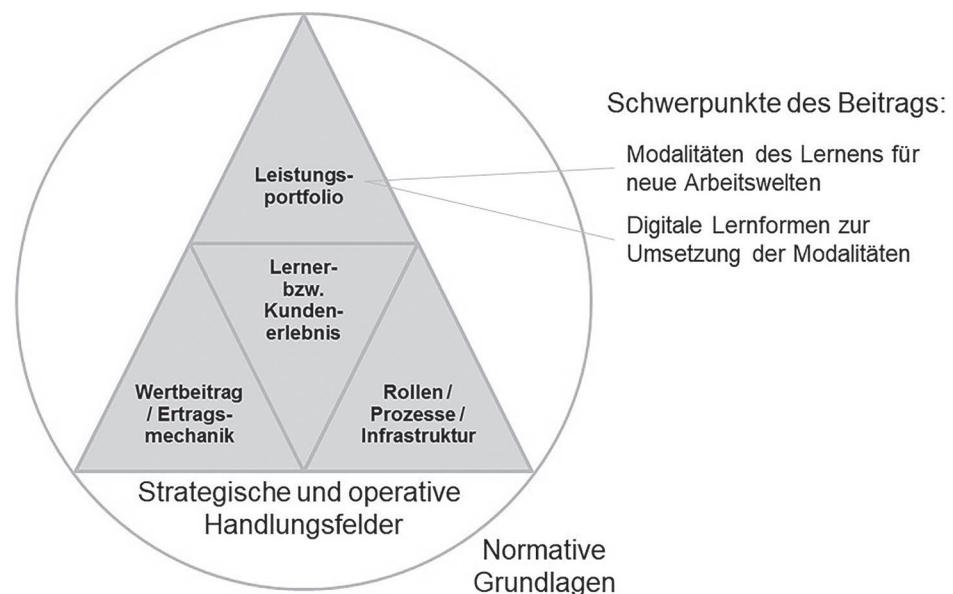 Schwerpunkte des Beitrags:
Modalitäten des Lernens für
neue Arbeitswelten
Digitale Lernformen zur
Umsetzung der Modalitäten
Leistungs-
portfolio
Lerner-
bzw.
Kunden-
erlebnis
Wertbeitrag
/ Ertrags-
mechanik
Rollen /
Prozesse /
Infrastruktur
Strategische und operative
Handlungsfelder
Normative
Grundlagen